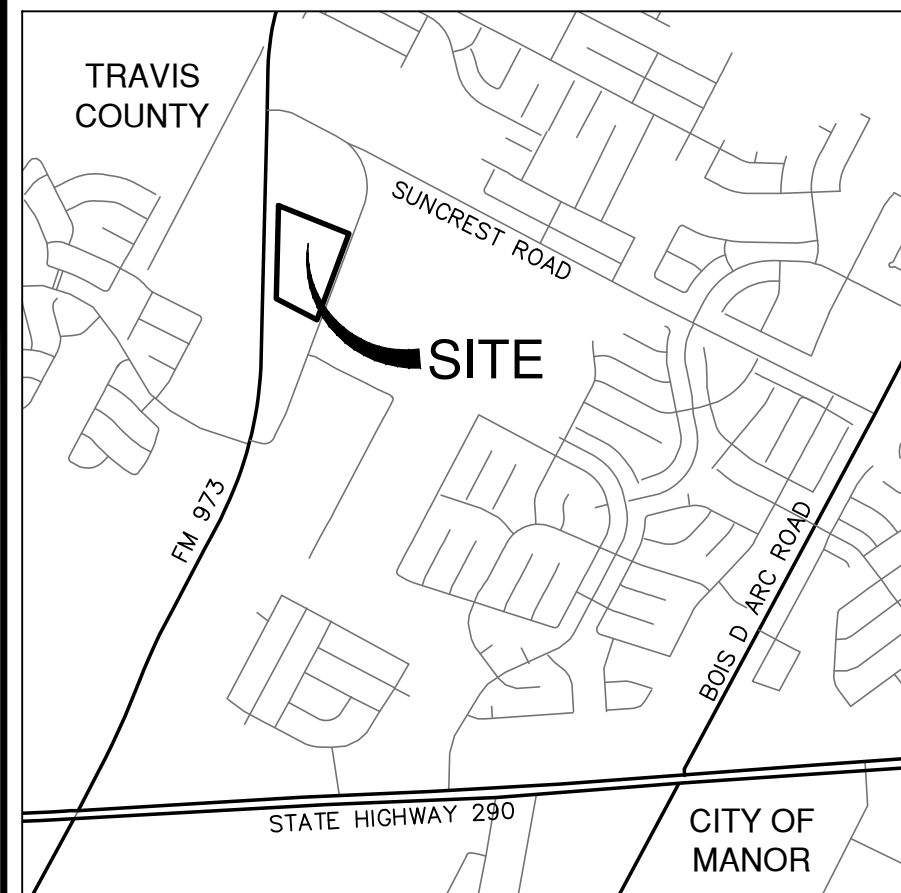 TRAVIS
COUNTY
SUNCREST ROAD
SITE
FM 973
BOIS D ARC ROAD
STATE HIGHWAY 290
CITY OF
MANOR